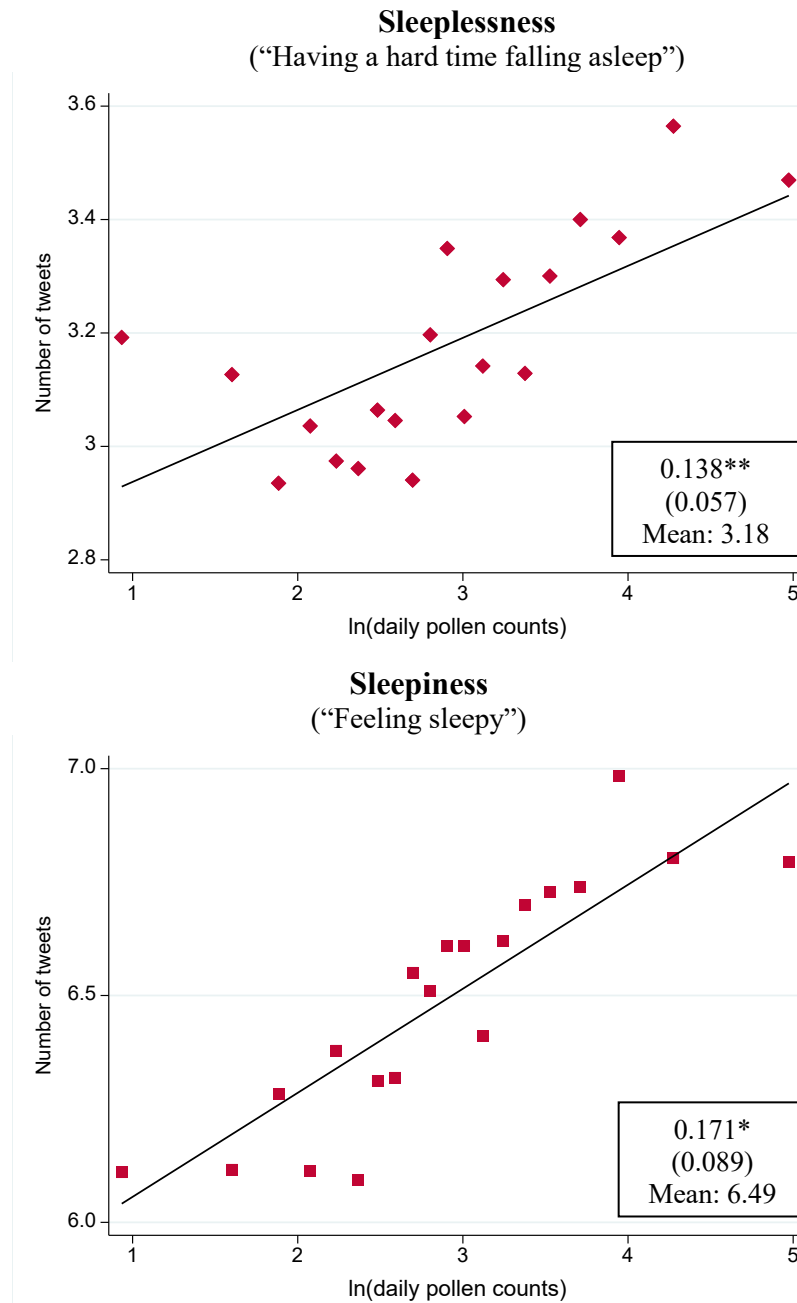 Sleeplessness
(“Having a hard time falling asleep”)
Number of tweets
3.6
3.4
3.2
3
2.8
0.138**
(0.057)
Mean: 3.18
1 2 3 4 5
ln(daily pollen counts)
Sleepiness
(“Feeling sleepy”)
Number of tweets
7.0
6.5
6.0
0.171*
(0.089)
Mean: 6.49
1 2 3 4 5
ln(daily pollen counts)